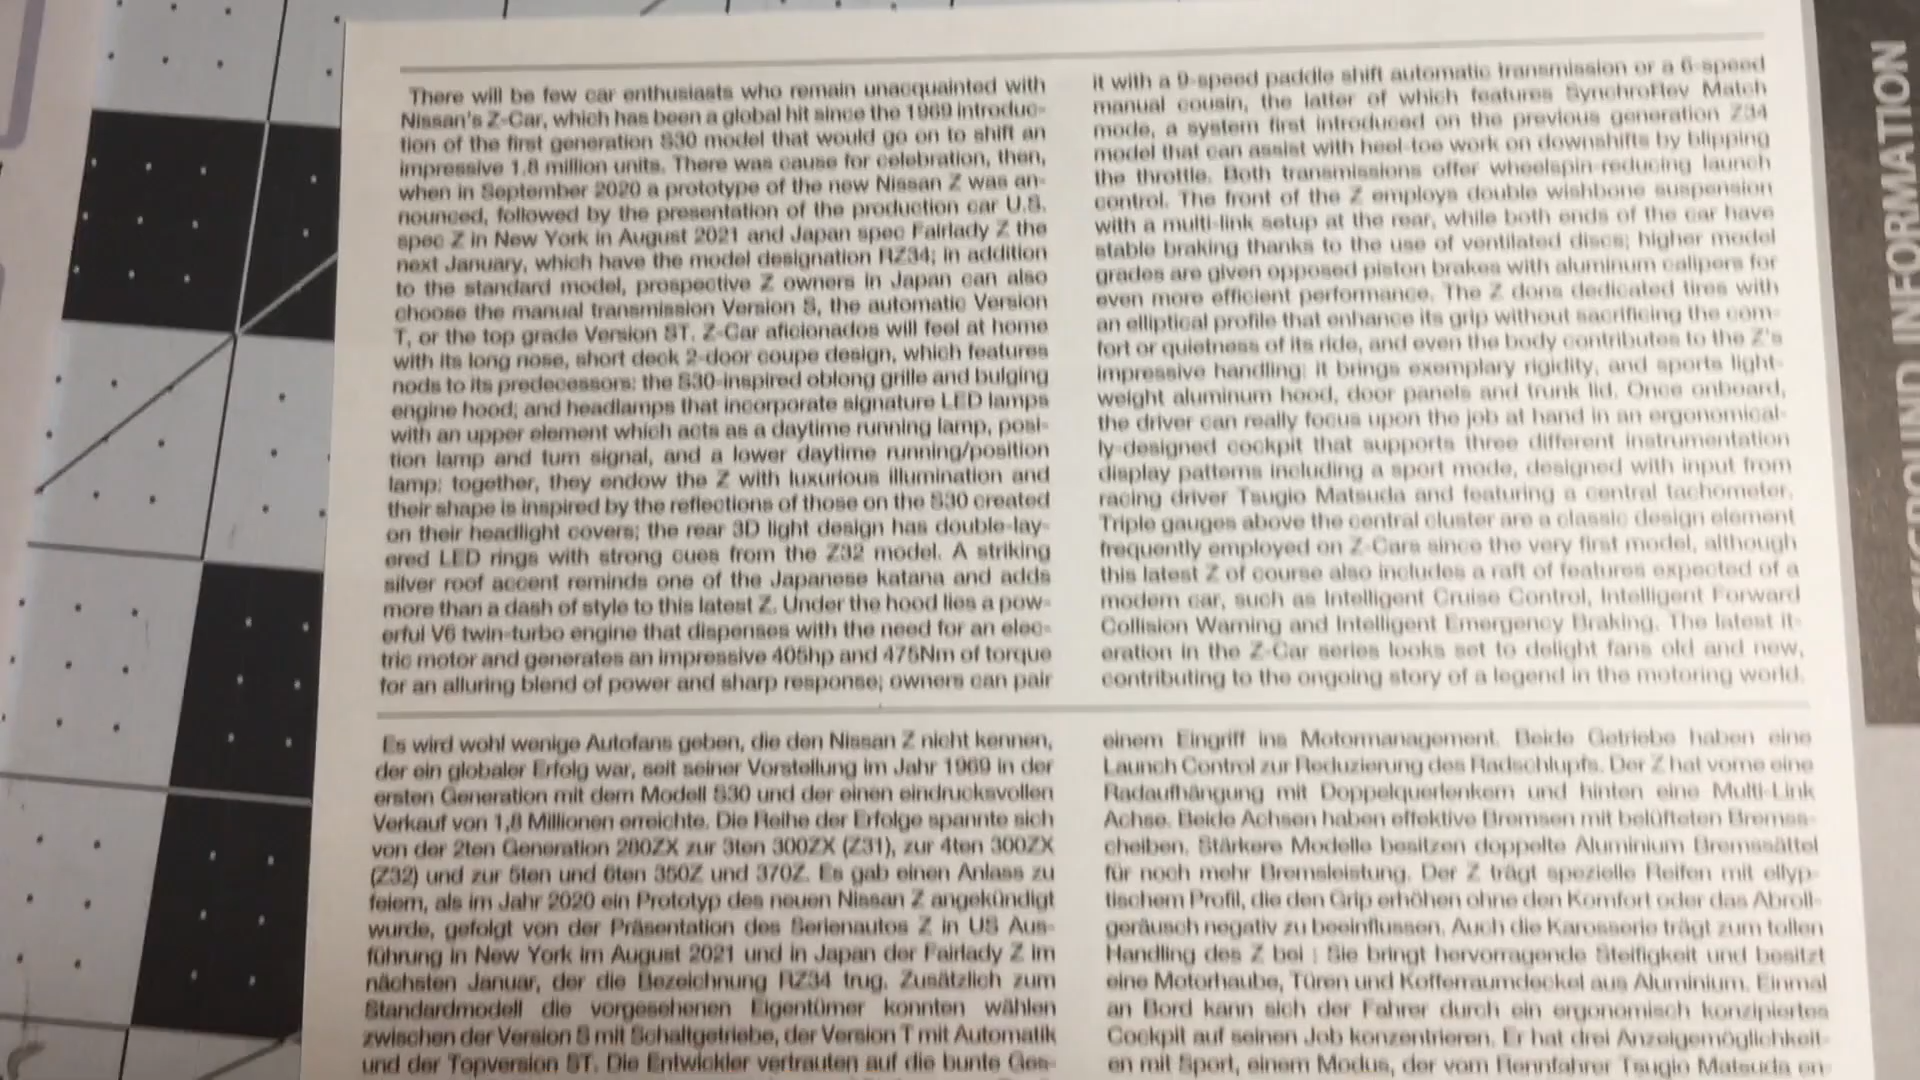 There will be few car enthusiasts who remain unacquainted with
Nissan's Z-Car, which has been a global hit since the 1969 introduc-
tion of the first generation S30 model that would go on to shift an
impressive 1.8 million units. There was cause for celebration, then,
when in September 2020 a prototype of the new Nissan Z was an-
nounced, followed by the presentation of the production car U.S.
spec Z in New York in August 2021 and Japan spec Fairlady Z the
next January, which have the model designation RZ34; in addition
to the standard model, prospective Z owners in Japan can also
choose the manual transmission Version S, the automatic Version
T, or the top grade Version ST. Z-Car aficionados will feel at home
with its long nose, short deck 2-door coupe design, which features
nods to its predecessors: the S30-inspired oblong grille and bulging
engine hood; and headlamps that incorporate signature LED lamps
with an upper element which acts as a daytime running lamp, posi-
tion lamp and turn signal, and a lower daytime running/position
lamp: together, they endow the Z with luxurious illumination and
their shape is inspired by the reflections of those on the S30 created
on their headlight covers; the rear 3D light design has double-lay-
ered LED rings with strong cues from the Z32 model. A striking
silver roof accent reminds one of the Japanese katana and adds
more than a dash of style to this latest Z. Under the hood lies a pow-
erful V6 twin-turbo engine that dispenses with the need for an elec-
tric motor and generates an impressive 405hp and 475Nm of torque
for an alluring blend of power and sharp response; owners can pair
it with a 9-speed paddle shift automatic transmission or a 6-speed
manual cousin, the latter of which features SynchroRev Match
mode, a system first introduced on the previous generation Z34
model that can assist with heel-toe work on downshifts by blipping
the throttle. Both transmissions offer wheelspin-reducing launch
control. The front of the Z employs double wishbone suspension
with a multi-link setup at the rear, while both ends of the car have
stable braking thanks to the use of ventilated discs; higher model
grades are given opposed piston brakes with aluminum calipers for
even more efficient performance. The Z dons dedicated tires with
an elliptical profile that enhance its grip without sacrificing the com-
fort or quietness of its ride, and even the body contributes to the Z's
impressive handling: it brings exemplary rigidity, and sports light-
weight aluminum hood, door panels and trunk lid. Once onboard,
the driver can really focus upon the job at hand in an ergonomical-
ly-designed cockpit that supports three different instrumentation
display patterns including a sport mode, designed with input from
racing driver Tsugio Matsuda and featuring a central tachometer.
Triple gauges above the central cluster are a classic design element
frequently employed on Z-Cars since the very first model, although
this latest Z of course also includes a raft of features expected of a
modern car, such as Intelligent Cruise Control, Intelligent Forward
Collision Warning and Intelligent Emergency Braking. The latest it-
eration in the Z-Car series looks set to delight fans old and new,
contributing to the ongoing story of a legend in the motoring world.
Es wird wohl wenige Autofans geben, die den Nissan Z nicht kennen,
der ein globaler Erfolg war, seit seiner Vorstellung im Jahr 1969 in der
ersten Generation mit dem Modell S30 und der einen eindrucksvollen
Verkauf von 1,8 Millionen erreichte. Die Reihe der Erfolge spannte sich
von der 2ten Generation 280ZX zur 3ten 300ZX (Z31), zur 4ten 300ZX
(Z32) und zur 5ten und 6ten 350Z und 370Z. Es gab einen Anlass zu
feiern, als im Jahr 2020 ein Prototyp des neuen Nissan Z angekündigt
wurde, gefolgt von der Präsentation des Serienautos Z in US Aus-
führung in New York im August 2021 und in Japan der Fairlady Z im
nächsten Januar, der die Bezeichnung RZ34 trug. Zusätzlich zum
Standardmodell die vorgesehenen Eigentümer konnten wählen
zwischen der Version S mit Schaltgetriebe, der Version T mit Automatik
und der Topversion ST. Die Entwickler vertrauten auf die bunte Ges-
einem Eingriff ins Motormanagement. Beide Getriebe haben eine
Launch Control zur Reduzierung des Radschlupfs. Der Z hat vorne eine
Radaufhängung mit Doppelquerlenkern und hinten eine Multi-Link
Achse. Beide Achsen haben effektive Bremsen mit belüfteten Bremss-
cheiben. Stärkere Modelle besitzen doppelte Aluminium Bremssättel
für noch mehr Bremsleistung. Der Z trägt spezielle Reifen mit ellyp-
tischem Profil, die den Grip erhöhen ohne den Komfort oder das Abroll-
geräusch negativ zu beeinflussen. Auch die Karosserie trägt zum tollen
Handling des Z bei : Sie bringt hervorragende Steifigkeit und besitzt
eine Motorhaube, Türen und Kofferraumdeckel aus Aluminium. Einmal
an Bord kann sich der Fahrer durch ein ergonomisch konzipiertes
Cockpit auf seinen Job konzentrieren. Er hat drei Anzeigemöglichkeit-
en mit Sport, einem Modus, der vom Rennfahrer Tsugio Matsuda en-
BACKGROUND INFORMATION